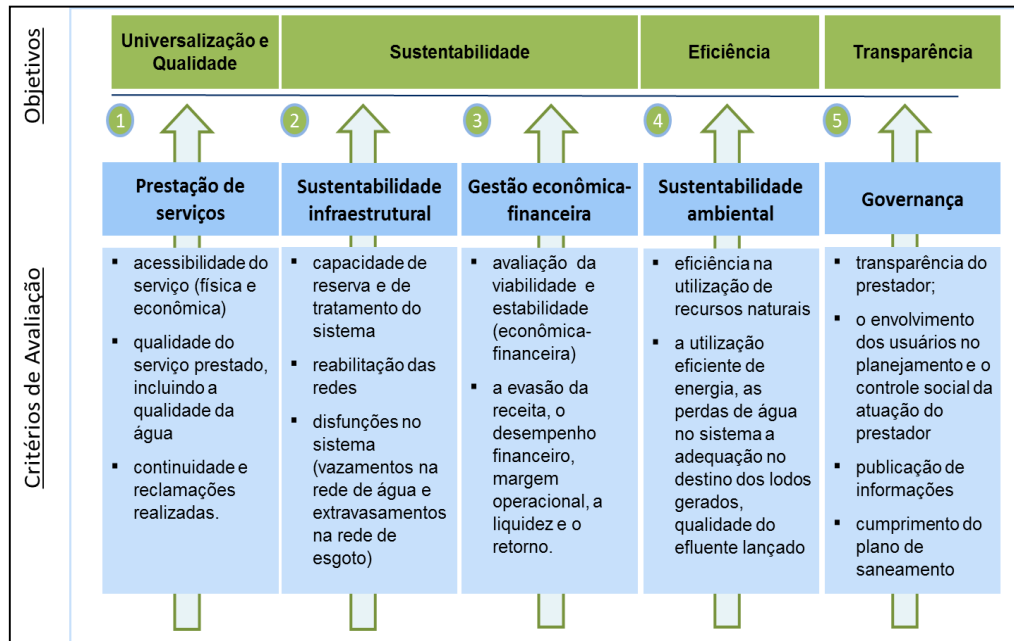 Objetivos
Universalização e
Qualidade
Sustentabilidade
Eficiência
Transparência
1
2
3
4
5
Critérios de Avaliação
Prestação de
serviços
▪ acessibilidade do
serviço (física e
econômica)
▪ qualidade do
serviço prestado,
incluindo a
qualidade da
água
▪ continuidade e
reclamações
realizadas.
Sustentabilidade
infraestrutural
▪ capacidade de
reserva e de
tratamento do
sistema
▪ reabilitação das
redes
▪ disfunções no
sistema
(vazamentos na
rede de água e
extravasamentos
na rede de
esgoto)
Gestão econômica-
financeira
▪ avaliação da
viabilidade e
estabilidade
(econômica-
financeira)
▪ a evasão da
receita, o
desempenho
financeiro,
margem
operacional, a
liquidez e o
retorno.
Sustentabilidade
ambiental
▪ eficiência na
utilização de
recursos naturais
▪ a utilização
eficiente de
energia, as
perdas de água
no sistema a
adequação no
destino dos lodos
gerados,
qualidade do
efluente lançado
Governança
▪ transparência do
prestador;
▪ o envolvimento
dos usuários no
planejamento e o
controle social da
atuação do
prestador
▪ publicação de
informações
▪ cumprimento do
plano de
saneamento